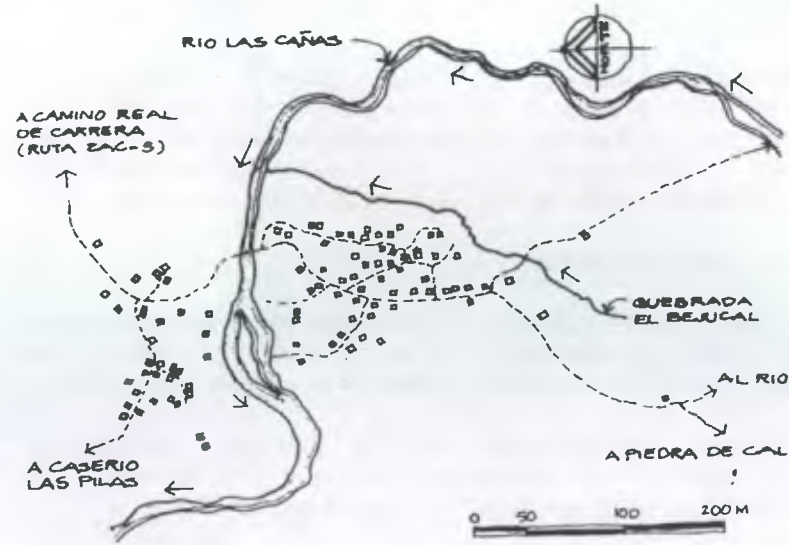 RIO LAS CAÑAS
NORTE
A CAMINO REAL
DE CARRERA
(RUTA ZAC-5)
QUEBRADA
EL BEJUCAL
AL RIO
A PIEDRA DE CAL
A CASERIO
LAS PILAS
0 50 100 200 M